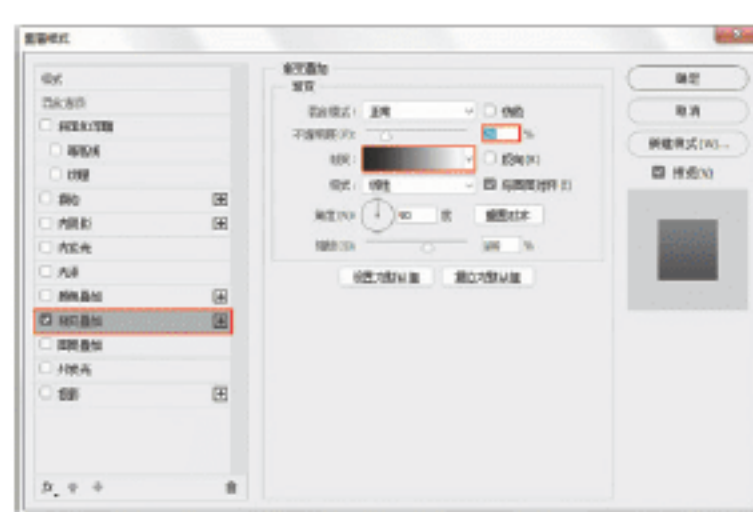 图层样式
样式
混合选项
斜面和浮雕
等高线
纹理
描边
内阴影
内发光
光泽
颜色叠加
渐变叠加
图案叠加
外发光
投影
fx
渐变叠加
渐变
混合模式: 正常
仿色
不透明度(P): %
渐变:
反向(R)
样式: 线性
与图层对齐(I)
角度(N): 90 度
重置对齐
缩放(S): %
设置为默认值
复位为默认值
确定
取消
新建样式(W)...
预览(V)